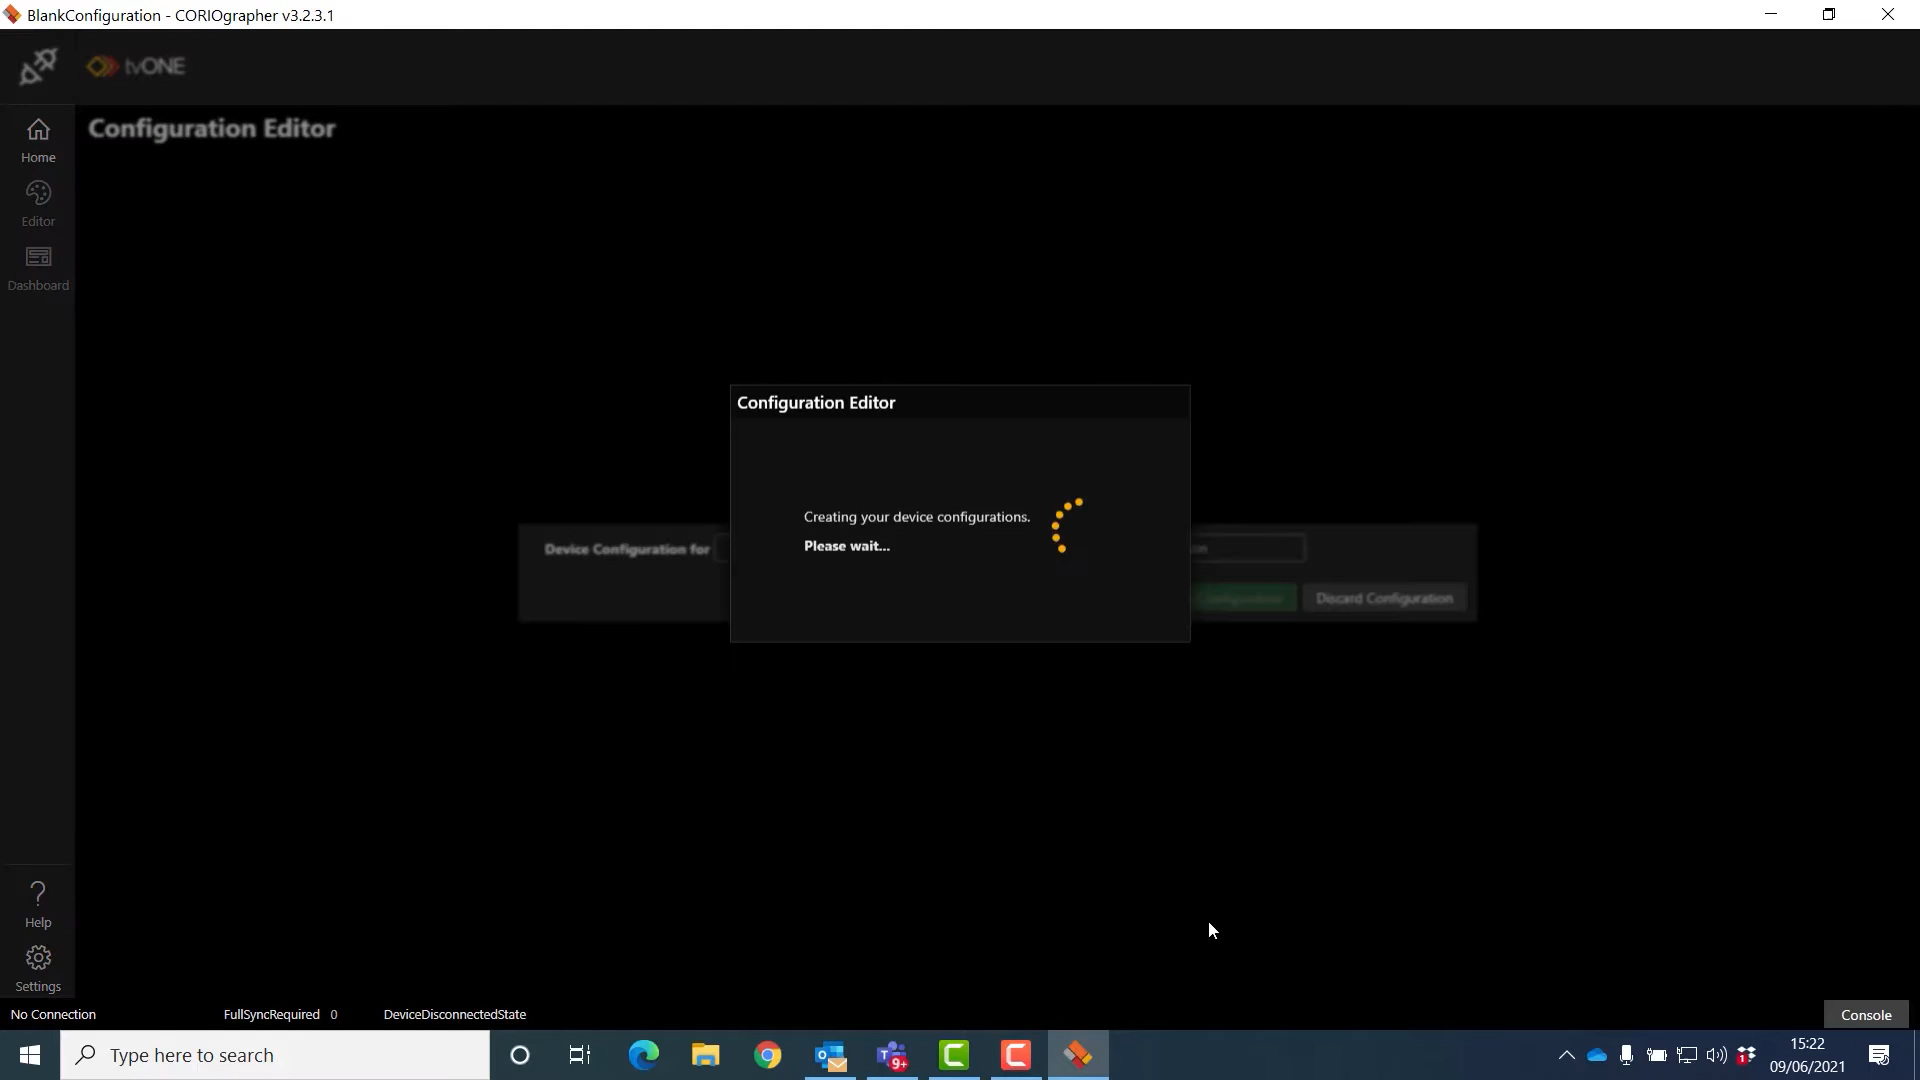 BlankConfiguration - CORIOgrapher v3.2.3.1
tvONE
Home
Editor
Dashboard
Configuration Editor
Configuration Editor
Creating your device configurations.
Please wait...
Device Configuration for
Discard Configuration
Help
Settings
No Connection
FullSyncRequired 0
DeviceDisconnectedState
Console
Type here to search
9+
1
15:22
09/06/2021